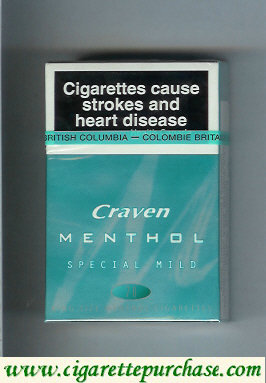 Cigarettes cause
strokes and
heart disease
BRITISH COLUMBIA — COLOMBIE BRITA
Craven
MENTHOL
SPECIAL MILD
www.cigarettepurchase.com